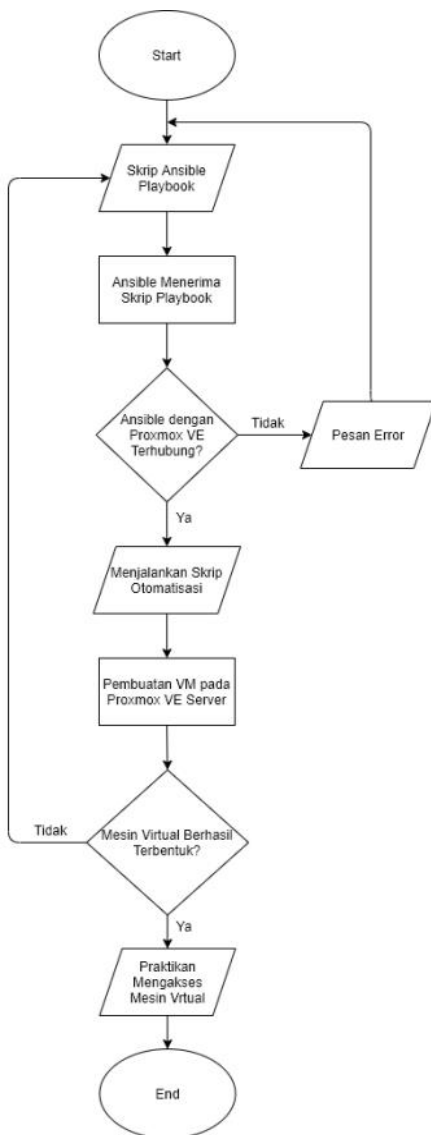 Start
Skrip Ansible
Playbook
Ansible Menerima
Skrip Playbook
Ansible dengan
Proxmox VE
Terhubung?
Tidak
Pesan Error
Ya
Menjalankan Skrip
Otomatisasi
Pembuatan VM pada
Proxmox VE Server
Tidak
Mesin Virtual Berhasil
Terbentuk?
Ya
Praktikan
Mengakses
Mesin Vrtual
End